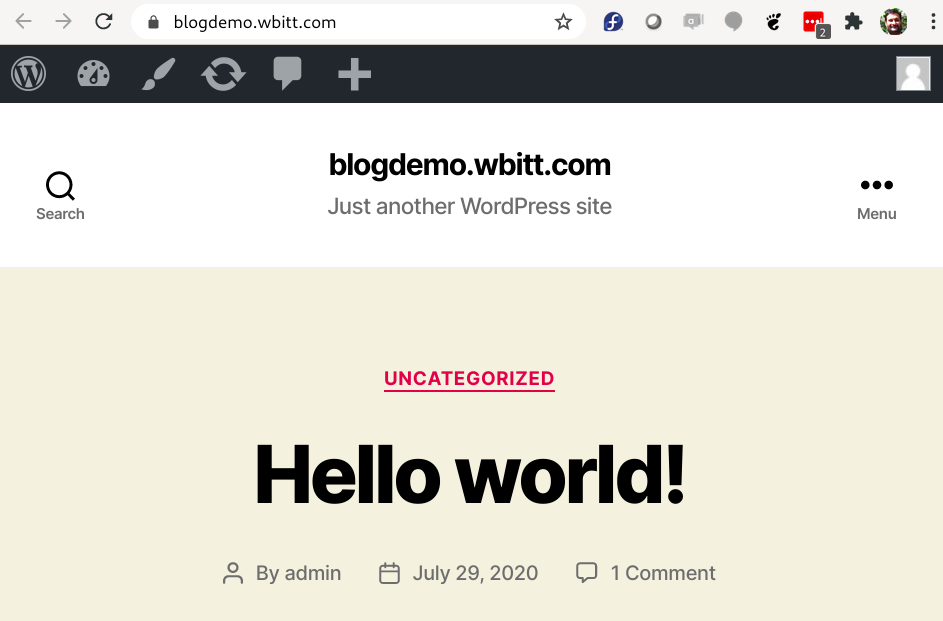 blogdemo.wbitt.com
2
blogdemo.wbitt.com
Just another WordPress site
Search
Menu
UNCATEGORIZED
Hello world!
By admin July 29, 2020 1 Comment